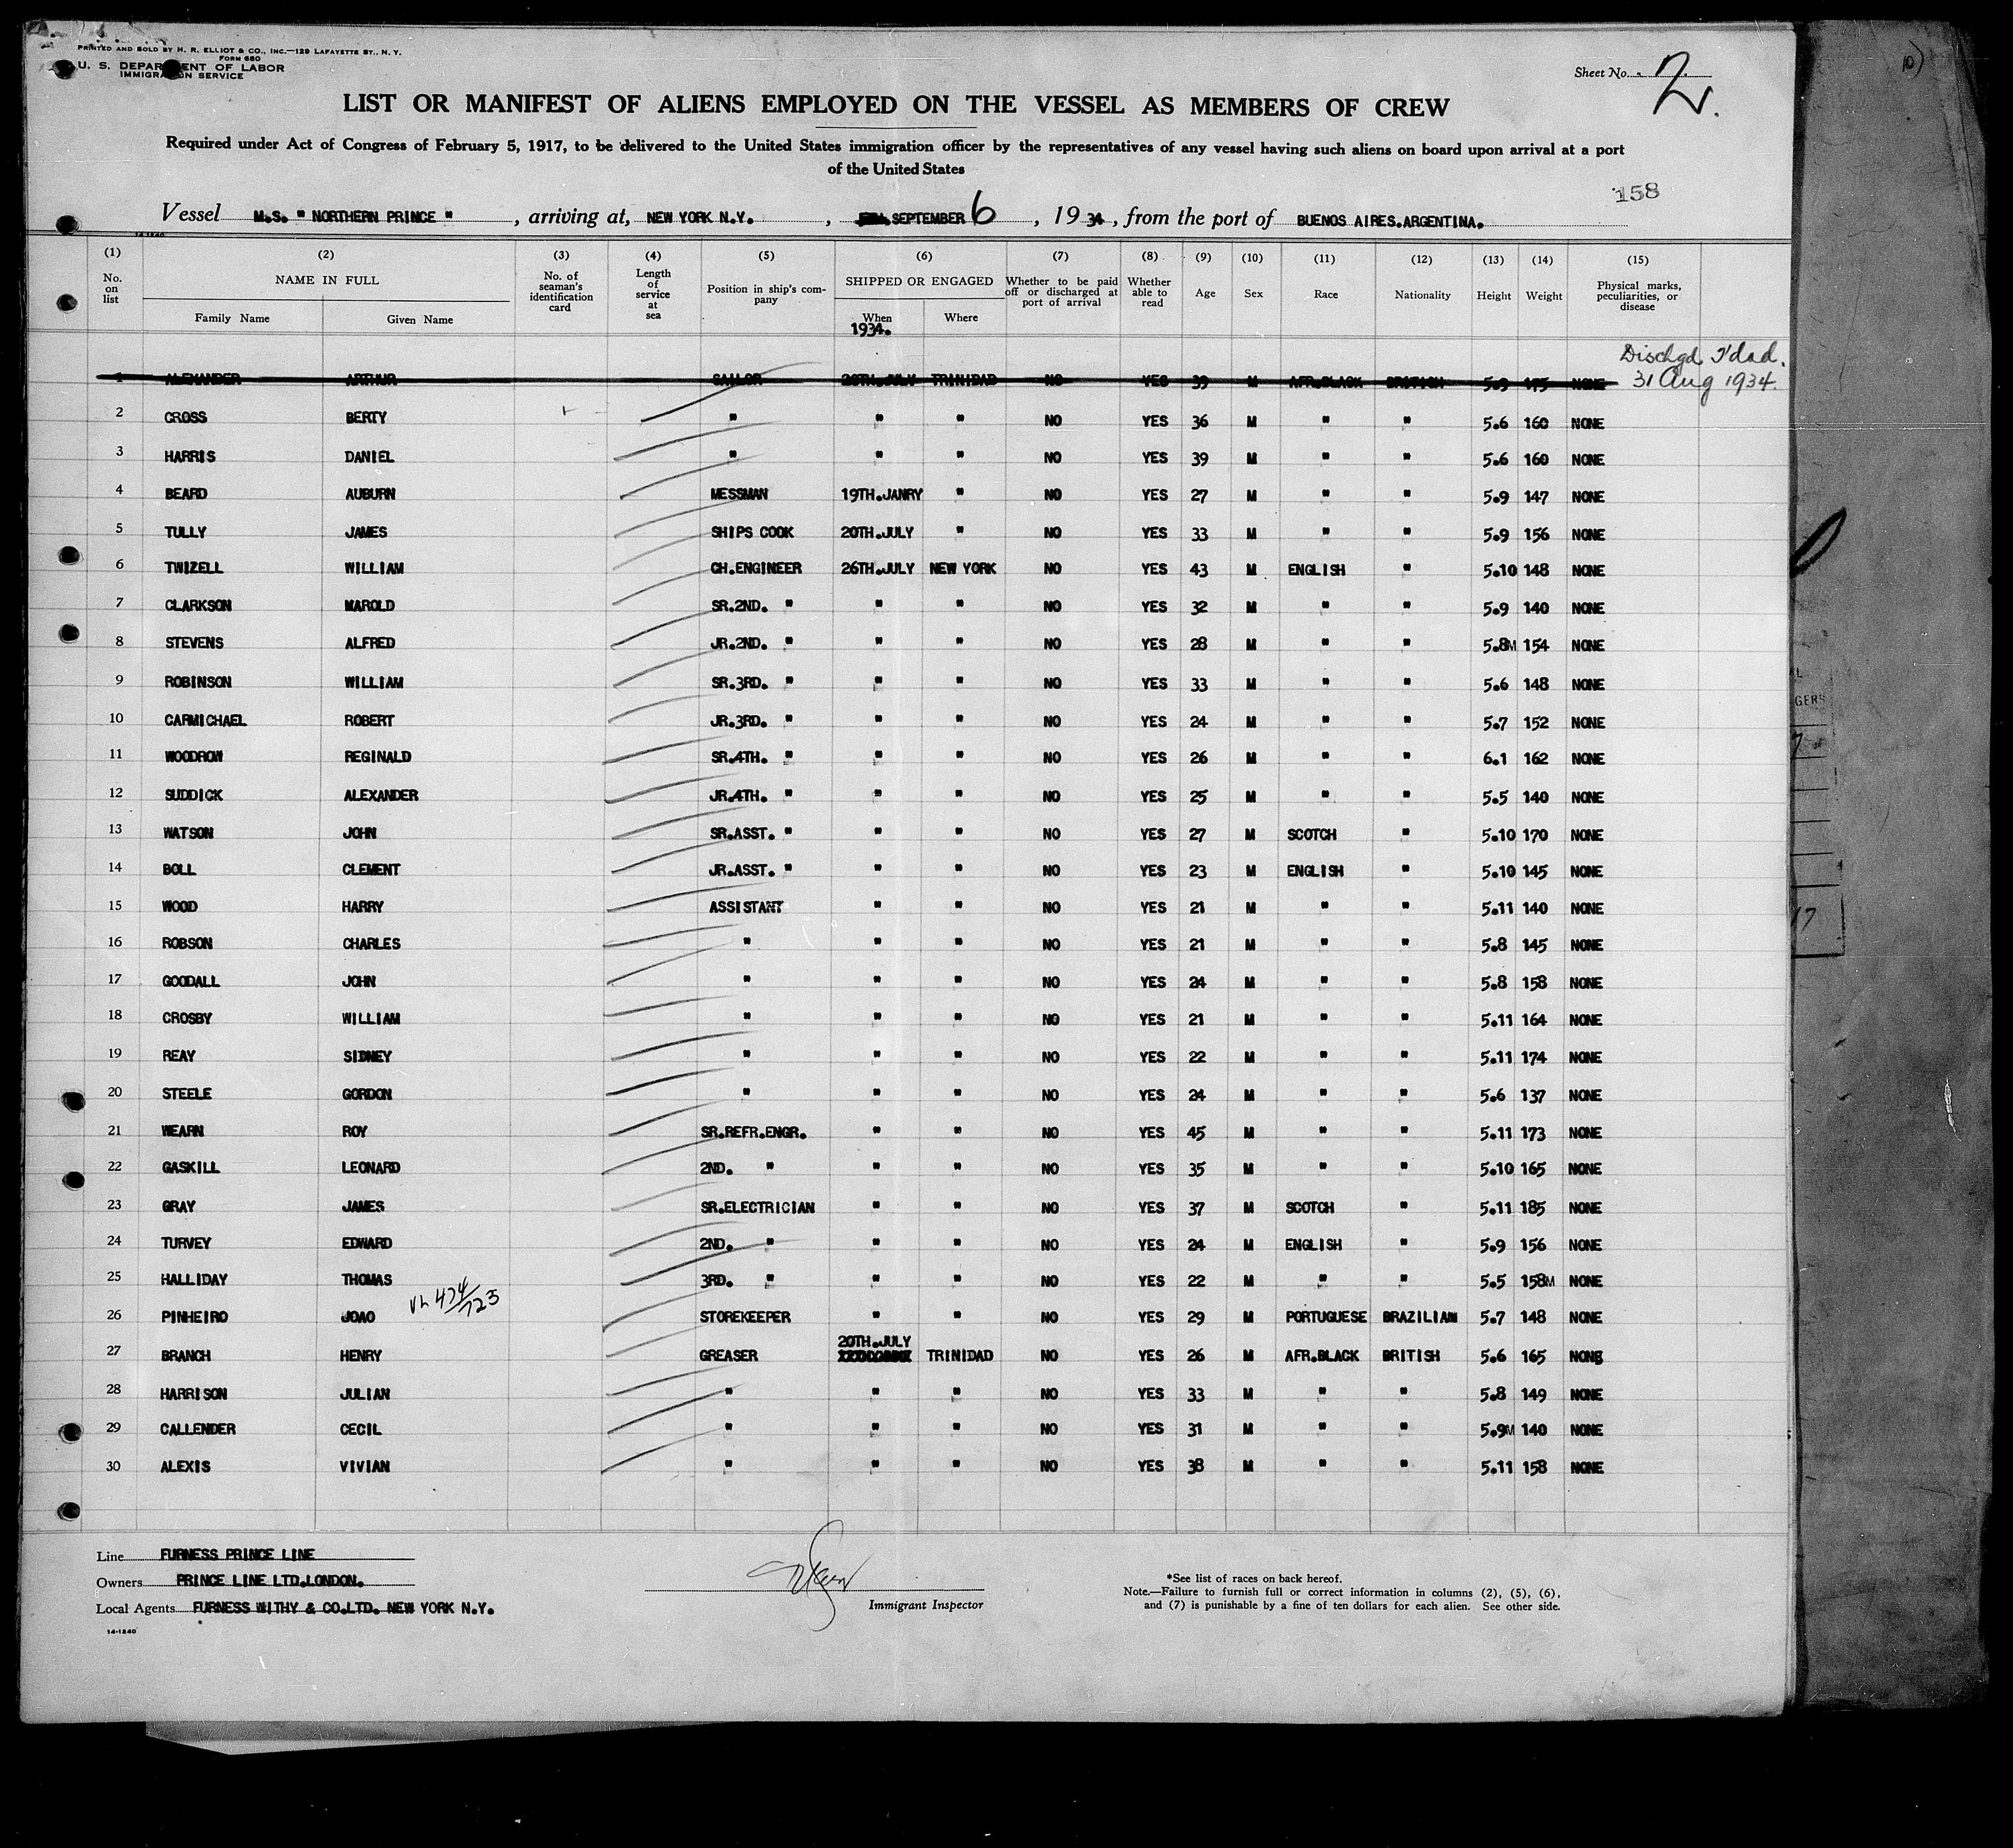 PRINTED AND SOLD BY H. R. ELLIOT & CO., INC.—129 LAFAYETTE ST., N. Y.
FORM 680
U. S. DEPARTMENT OF LABOR
IMMIGRATION SERVICE
Sheet No. 2.
LIST OR MANIFEST OF ALIENS EMPLOYED ON THE VESSEL AS MEMBERS OF CREW
Required under Act of Congress of February 5, 1917, to be delivered to the United States immigration officer by the representatives of any vessel having such aliens on board upon arrival at a port
of the United States
158
Vessel M.S. " NORTHERN PRINCE " , arriving at, NEW YORK N.Y. , SEPTEMBER 6 , 19 34 , from the port of BUENOS AIRES.ARGENTINA.
14-1240
(1) (2) (3) (4) (5) (6) (7) (8) (9) (10) (11) (12) (13) (14) (15)
No. on list NAME IN FULL Family Name Given Name No. of seaman's identification card Length of service at sea Position in ship's company SHIPPED OR ENGAGED When Where Whether to be paid off or discharged at port of arrival Whether able to read Age Sex Race Nationality Height Weight Physical marks, peculiarities, or disease
1934.
Dischgd T'dad.
1 ALEXANDER ARTHUR SAILOR 20TH.JULY TRINIDAD NO YES 39 M AFR.BLACK BRITISH 5.9 175 NONE 31 Aug 1934.
2 CROSS BERTY " " " NO YES 36 M " " 5.6 160 NONE
3 HARRIS DANIEL " " " NO YES 39 M " " 5.6 160 NONE
4 BEARD AUBURN MESSMAN 19TH.JANRY " NO YES 27 M " " 5.9 147 NONE
5 TULLY JAMES SHIPS COOK 20TH.JULY " NO YES 33 M " " 5.9 156 NONE
6 TWIZELL WILLIAM CH.ENGINEER 26TH.JULY NEW YORK NO YES 43 M ENGLISH " 5.10 148 NONE
7 CLARKSON MAROLD SR.2ND. " " " NO YES 32 M " " 5.9 140 NONE
8 STEVENS ALFRED JR.2ND. " " " NO YES 28 M " " 5.8M 154 NONE
9 ROBINSON WILLIAM SR.3RD. " " " NO YES 33 M " " 5.6 148 NONE
10 CARMICHAEL ROBERT JR.3RD. " " " NO YES 24 M " " 5.7 152 NONE
11 WOODROW REGINALD SR.4TH. " " " NO YES 26 M " " 6.1 162 NONE
12 SUDDICK ALEXANDER JR.4TH. " " " NO YES 25 M " " 5.5 140 NONE
13 WATSON JOHN SR.ASST. " " " NO YES 27 M SCOTCH " 5.10 170 NONE
14 BOLL CLEMENT JR.ASST. " " " NO YES 23 M ENGLISH " 5.10 145 NONE
15 WOOD HARRY ASSISTANT " " NO YES 21 M " " 5.11 140 NONE
16 ROBSON CHARLES " " " NO YES 21 M " " 5.8 145 NONE
17 GOODALL JOHN " " " NO YES 24 M " " 5.8 158 NONE
18 CROSBY WILLIAM " " " NO YES 21 M " " 5.11 164 NONE
19 REAY SIDNEY " " " NO YES 22 M " " 5.11 174 NONE
20 STEELE GORDON " " " NO YES 24 M " " 5.6 137 NONE
21 WEARN ROY SR.REFR.ENGR. " " NO YES 45 M " " 5.11 173 NONE
22 GASKILL LEONARD 2ND. " " " NO YES 35 M " " 5.10 165 NONE
23 GRAY JAMES SR.ELECTRICIAN " " NO YES 37 M SCOTCH " 5.11 185 NONE
24 TURVEY EDWARD 2ND. " " " NO YES 24 M ENGLISH " 5.9 156 NONE
25 HALLIDAY THOMAS 3RD. " " " NO YES 22 M " " 5.5 158M NONE
26 PINHEIRO JOAO 474/723 STOREKEEPER " " NO YES 29 M PORTUGUESE BRAZILIAN 5.7 148 NONE
27 BRANCH HENRY GREASER 20TH.JULY TRINIDAD NO YES 26 M AFR.BLACK BRITISH 5.6 165 NONE
28 HARRISON JULIAN " " " NO YES 33 M " " 5.8 149 NONE
29 CALLENDER CECIL " " " NO YES 31 M " " 5.9M 140 NONE
30 ALEXIS VIVIAN " " " NO YES 38 M " " 5.11 158 NONE
Line FURNESS PRINCE LINE
Owners PRINCE LINE LTD.LONDON.
Local Agents FURNESS WITHY & CO.LTD. NEW YORK N.Y.
14-1240
Immigrant Inspector
*See list of races on back hereof.
Note.—Failure to furnish full or correct information in columns (2), (5), (6),
and (7) is punishable by a fine of ten dollars for each alien. See other side.